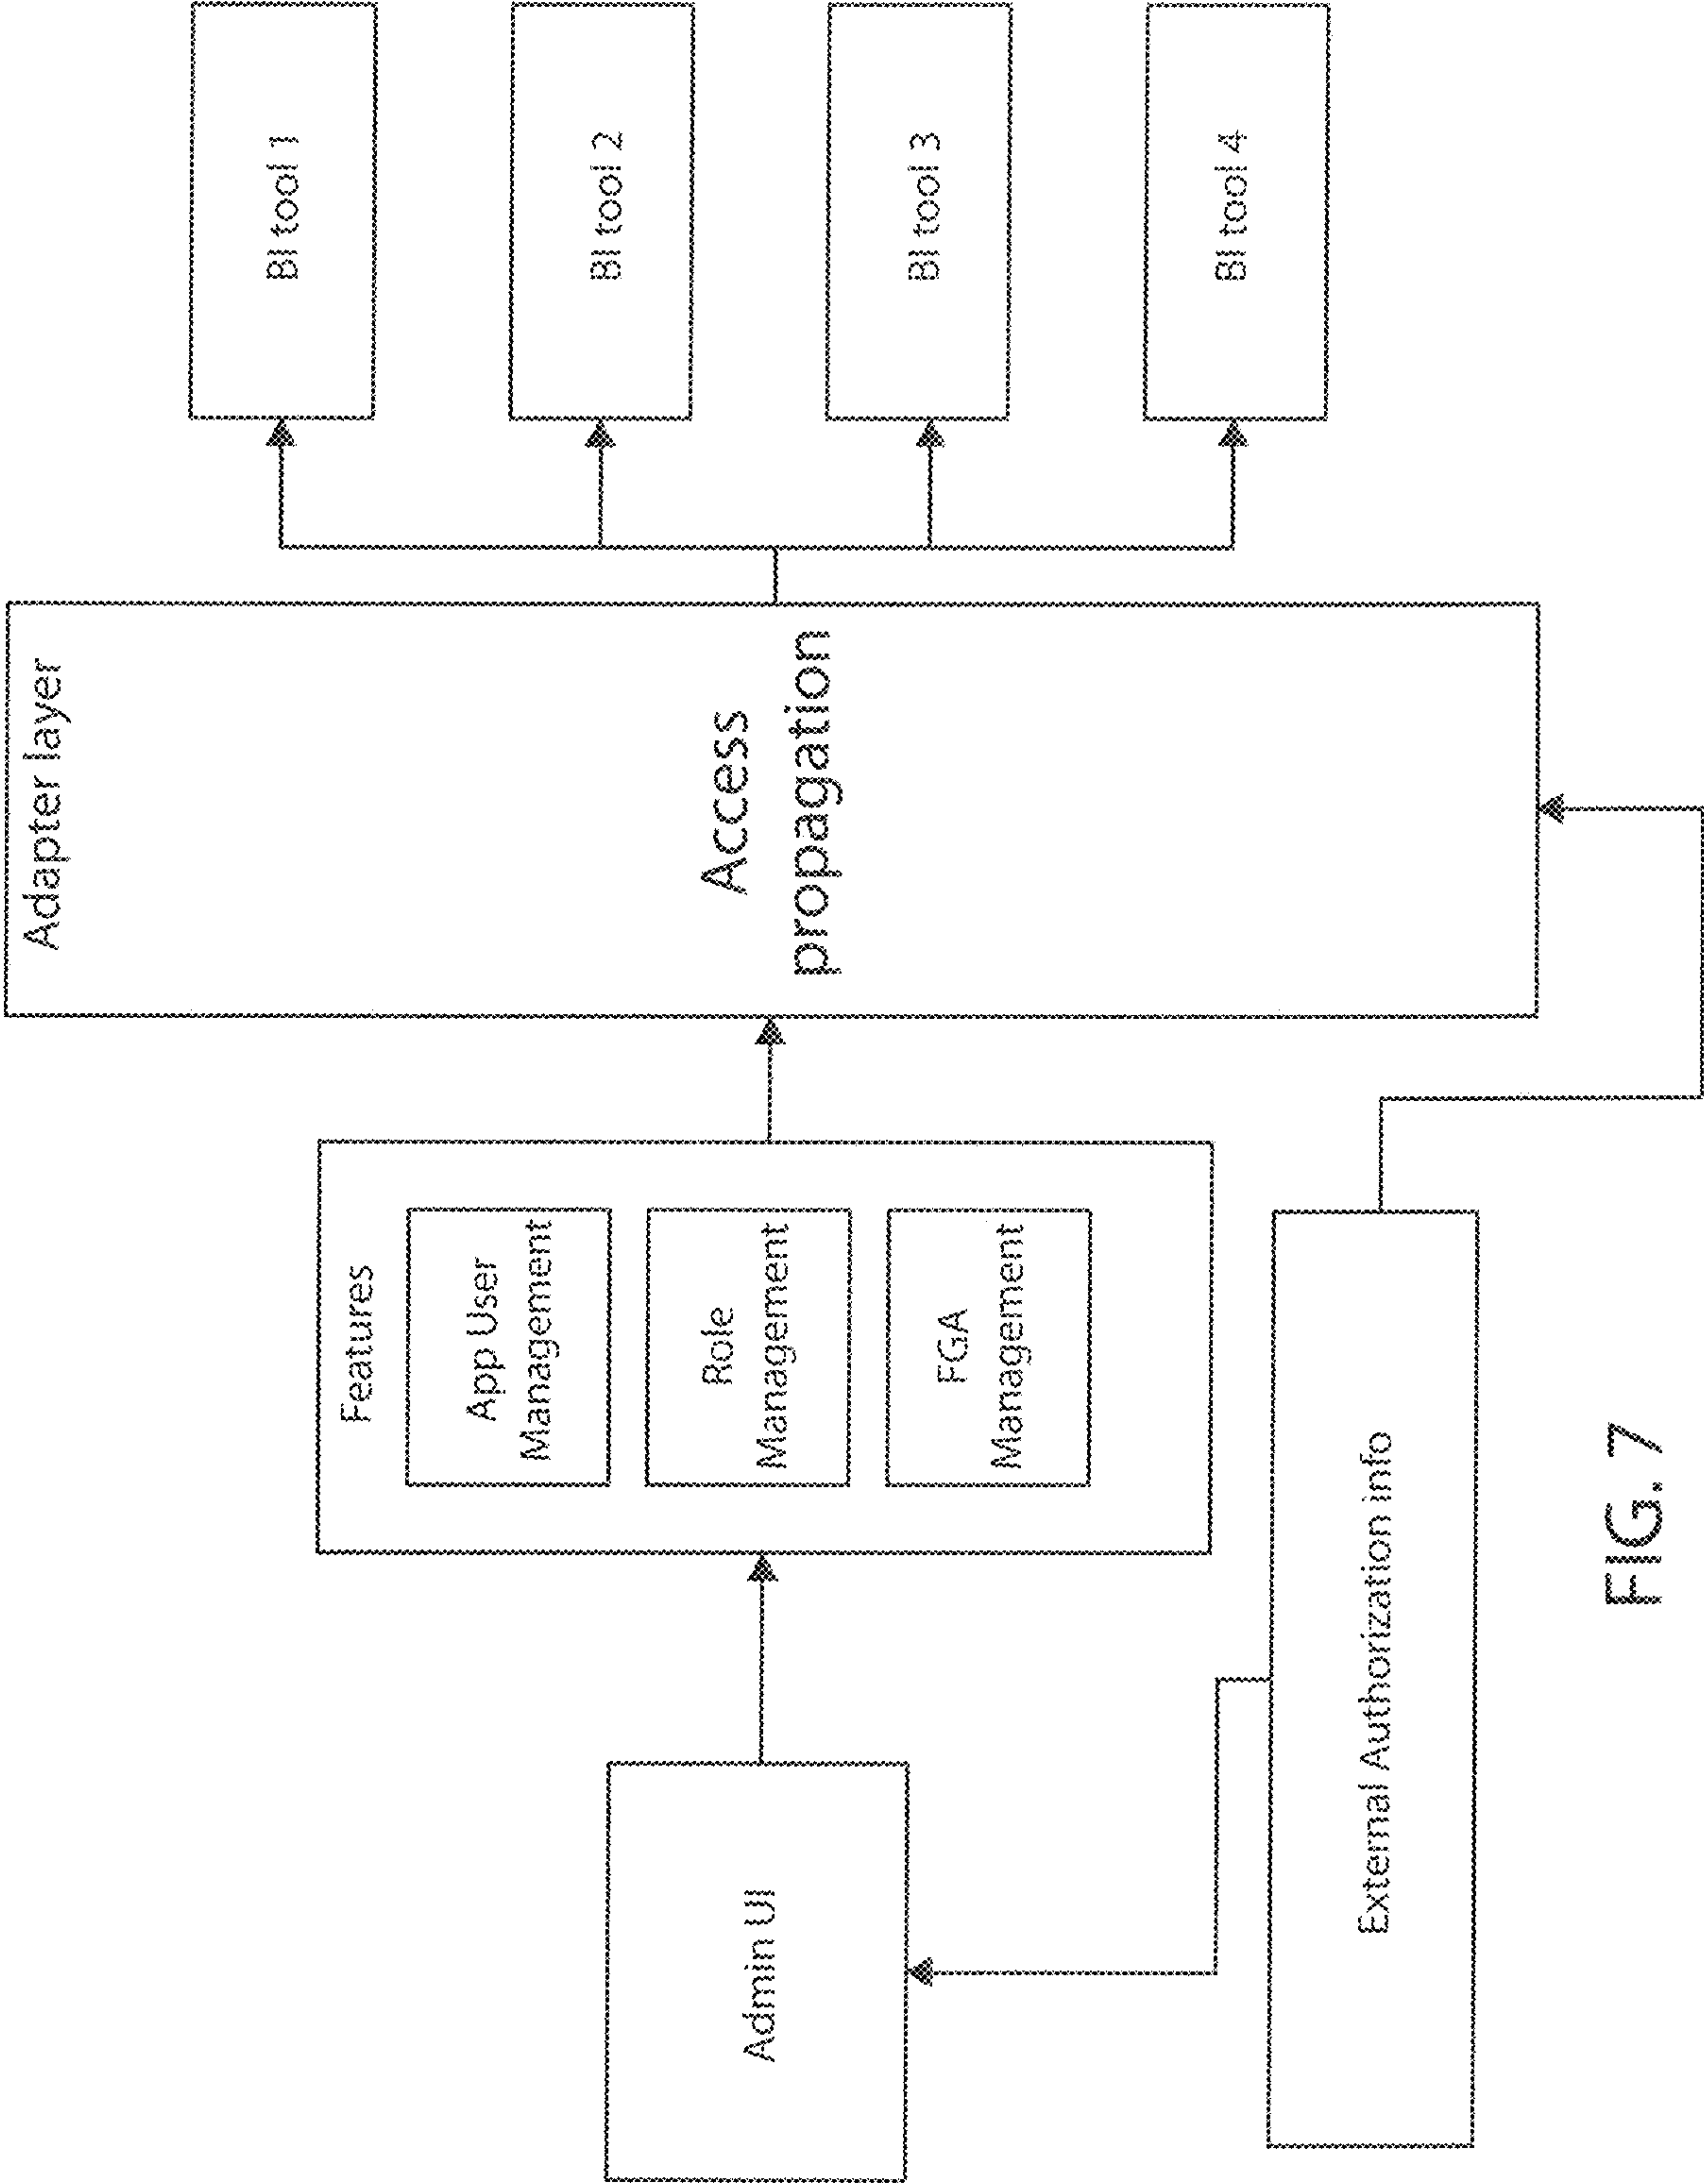 Admin UI
Features
App User
Management
Role
Management
FGA
Management
External Authorization info
Adapter layer
Access
propagation
BI tool 1
BI tool 2
BI tool 3
BI tool 4
FIG. 7